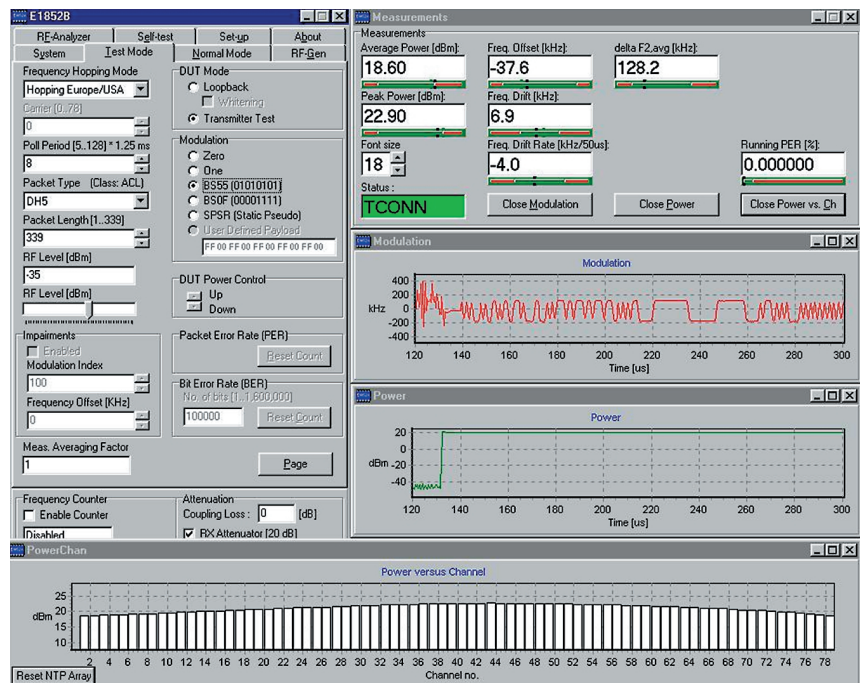 E1852B
RF-Analyzer Self-test Set-up About
System Test Mode Normal Mode RF-Gen
Frequency Hopping Mode
Hopping Europe/USA
Carrier [0..78]
0
Poll Period [5..128] * 1.25 ms
8
Packet Type (Class: ACL)
DH5
Packet Length [1..339]
339
RF Level [dBm]
-35
RF Level [dBm]
Impairments
Enabled
Modulation Index
100
Frequency Offset [KHz]
0
Meas. Averaging Factor
1
DUT Mode
Loopback
Whitening
Transmitter Test
Modulation
Zero
One
BS55 (01010101)
BS0F (00001111)
SPSR (Static Pseudo)
User Defined Payload
FF 00 FF 00 FF 00 FF 00 FF 00
DUT Power Control
Up
Down
Packet Error Rate (PER)
Reset Count
Bit Error Rate (BER)
No. of bits [1..1,600,000]
100000 Reset Count
Page
Frequency Counter
Enable Counter
Disabled
Attenuation
Coupling Loss : 0 [dB]
RX Attenuator [20 dB]
Measurements
Measurements
Average Power [dBm]: Freq. Offset [kHz]: delta F2,avg [kHz]:
18.60 -37.6 128.2
Peak Power [dBm]: Freq. Drift [kHz]:
22.90 6.9
Font size Freq. Drift Rate [kHz/50us]: Running PER [%]:
18 -4.0 0.000000
Status :
TCONN Close Modulation Close Power Close Power vs. Ch
Modulation
Modulation
400
200
kHz 0
-200
-400
120 140 160 180 200 220 240 260 280 300
Time [us]
Power
Power
20
0
dBm -20
-40
120 140 160 180 200 220 240 260 280 300
Time [us]
PowerChan
Power versus Channel
25
dBm 20
15
10
2 4 6 8 10 12 14 16 18 20 22 24 26 28 30 32 34 36 38 40 42 44 46 48 50 52 54 56 58 60 62 64 66 68 70 72 74 76 78
Channel no.
Reset NTP Array